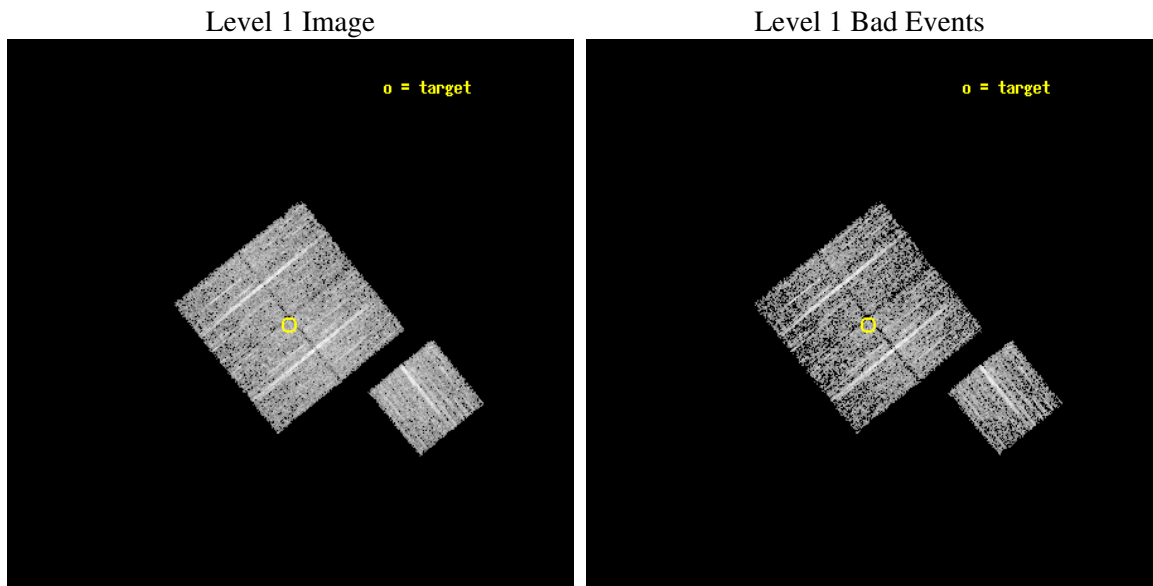 Level 1 Image
Level 1 Bad Events
o = target
o = target